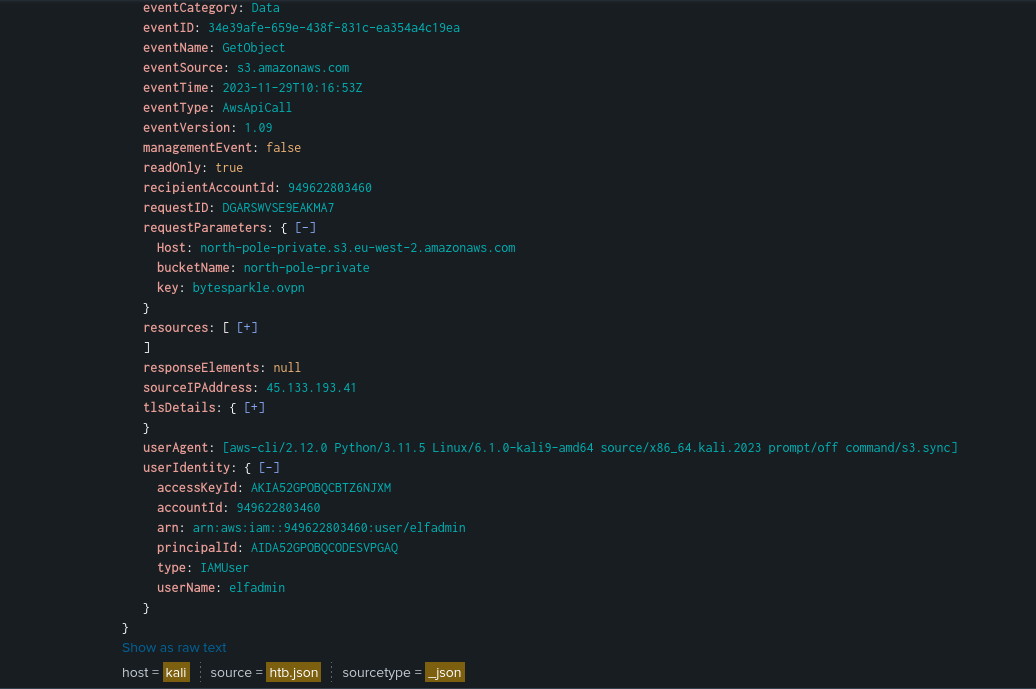 eventCategory: Data
eventID: 34e39afe-659e-438f-831c-ea354a4c19ea
eventName: GetObject
eventSource: s3.amazonaws.com
eventTime: 2023-11-29T10:16:53Z
eventType: AwsApiCall
eventVersion: 1.09
managementEvent: false
readOnly: true
recipientAccountId: 949622803460
requestID: DGARSWVSE9EAKMA7
requestParameters: { [-]
Host: north-pole-private.s3.eu-west-2.amazonaws.com
bucketName: north-pole-private
key: bytesparkle.ovpn
}
resources: [ [+]
]
responseElements: null
sourceIPAddress: 45.133.193.41
tlsDetails: { [+]
}
userAgent: [aws-cli/2.12.0 Python/3.11.5 Linux/6.1.0-kali9-amd64 source/x86_64.kali.2023 prompt/off command/s3.sync]
userIdentity: { [-]
accessKeyId: AKIA52GPOBQCBTZ6NJXM
accountId: 949622803460
arn: arn:aws:iam::949622803460:user/elfadmin
principalId: AIDA52GPOBQCODESVPGAQ
type: IAMUser
userName: elfadmin
}
}
Show as raw text
host = kali source = htb.json sourcetype = _json